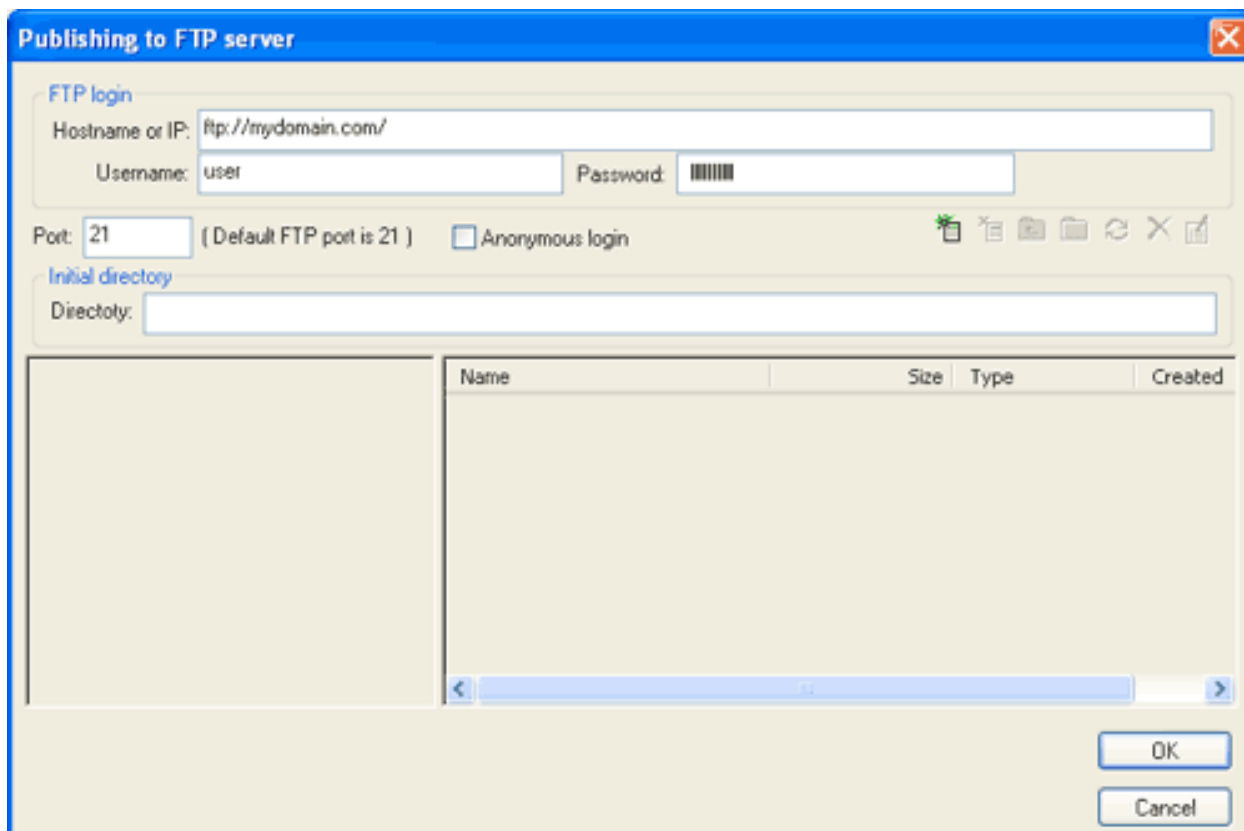 Publishing to FTP server
FTP login
Hostname or IP: ftp://mydomain.com/
Username: user Password:
Port: 21 ( Default FTP port is 21 ) Anonymous login
Initial directory
Directoty:
Name Size Type Created
OK
Cancel